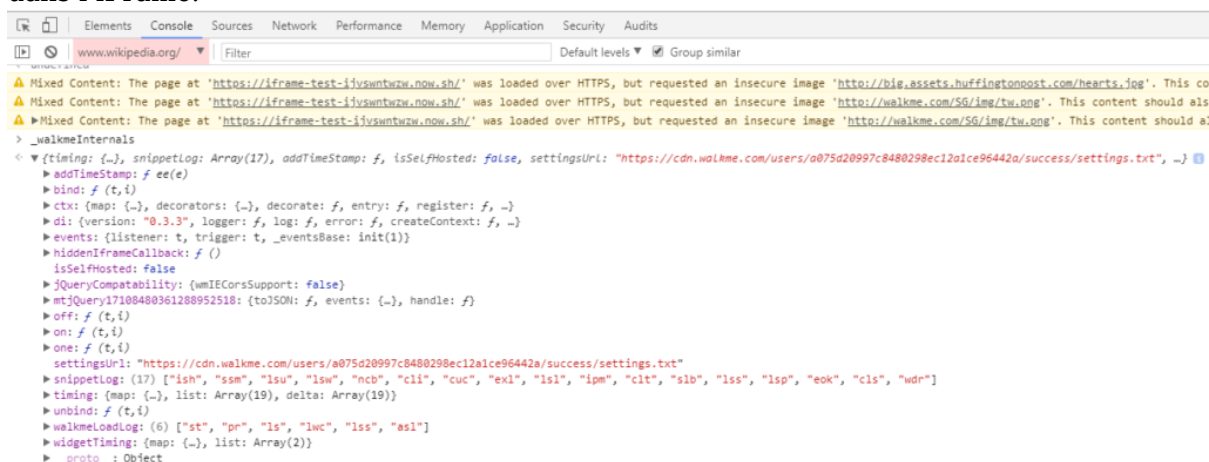 Elements Console Sources Network Performance Memory Application Security Audits
www.wikipedia.org/ ▼ Filter Default levels ▼ Group similar
⚠ Mixed Content: The page at 'https://iframe-test-ijvswntwzw.now.sh/' was loaded over HTTPS, but requested an insecure image 'http://big.assets.huffingtonpost.com/hearts.jpg'. This co
⚠ Mixed Content: The page at 'https://iframe-test-ijvswntwzw.now.sh/' was loaded over HTTPS, but requested an insecure image 'http://walkme.com/SG/img/tw.png'. This content should als
⚠ ▶Mixed Content: The page at 'https://iframe-test-ijvswntwzw.now.sh/' was loaded over HTTPS, but requested an insecure image 'http://walkme.com/SG/img/tw.png'. This content should al
> _walkmeInternals
▼{timing: {…}, snippetLog: Array(17), addTimeStamp: ƒ, isSelfHosted: false, settingsUrl: "https://cdn.walkme.com/users/a075d20997c8480298ec12a1ce96442a/success/settings.txt", …}
▶addTimeStamp: ƒ ee(e)
▶bind: ƒ (t,i)
▶ctx: {map: {…}, decorators: {…}, decorate: ƒ, entry: ƒ, register: ƒ, …}
▶di: {version: "0.3.3", logger: ƒ, log: ƒ, error: ƒ, createContext: ƒ, …}
▶events: {listener: t, trigger: t, _eventsBase: init(1)}
▶hiddenIframeCallback: ƒ ()
isSelfHosted: false
▶jQueryCompatability: {wmIECorsSupport: false}
▶mtjQuery17108480361288952518: {toJSON: ƒ, events: {…}, handle: ƒ}
▶off: ƒ (t,i)
▶on: ƒ (t,i)
▶one: ƒ (t,i)
settingsUrl: "https://cdn.walkme.com/users/a075d20997c8480298ec12a1ce96442a/success/settings.txt"
▶snippetLog: (17) ["ish", "ssm", "lsu", "lsw", "ncb", "cli", "cuc", "exl", "lsl", "ipm", "clt", "slb", "lss", "lsp", "eok", "cls", "wdr"]
▶timing: {map: {…}, list: Array(19), delta: Array(19)}
▶unbind: ƒ (t,i)
▶walkmeLoadLog: (6) ["st", "pr", "ls", "lwc", "lss", "asl"]
▶widgetTiming: {map: {…}, list: Array(2)}
▶__proto__: Object